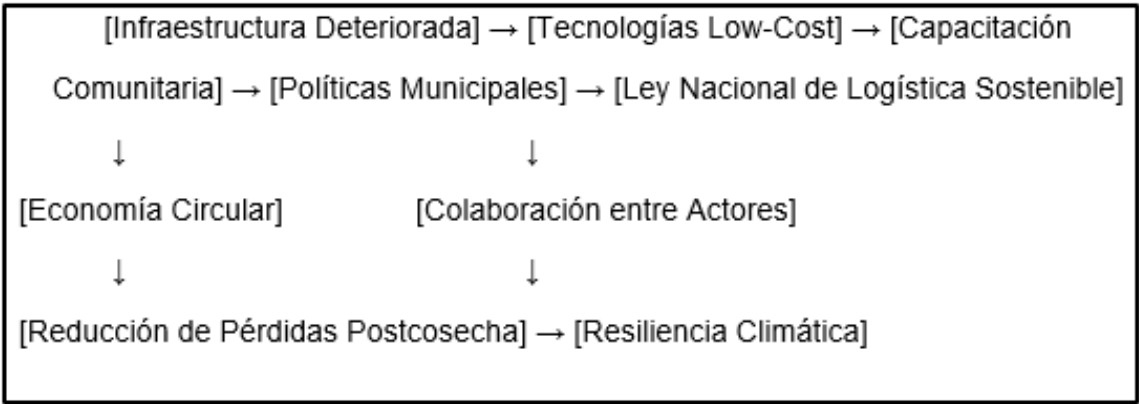 [Infraestructura Deteriorada] → [Tecnologías Low-Cost] → [Capacitación
Comunitaria] → [Políticas Municipales] → [Ley Nacional de Logística Sostenible]
↓ ↓
[Economía Circular] [Colaboración entre Actores]
↓ ↓
[Reducción de Pérdidas Postcosecha] → [Resiliencia Climática]